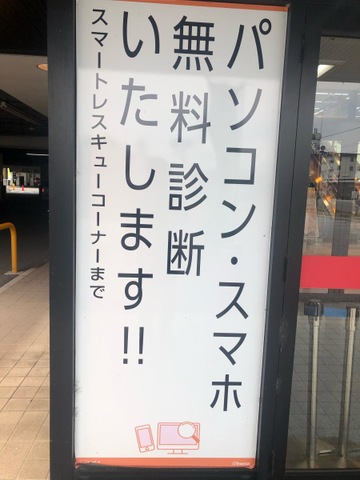 パソコン・スマホ
無料診断
いたします!!
スマートレスキューコーナーまで